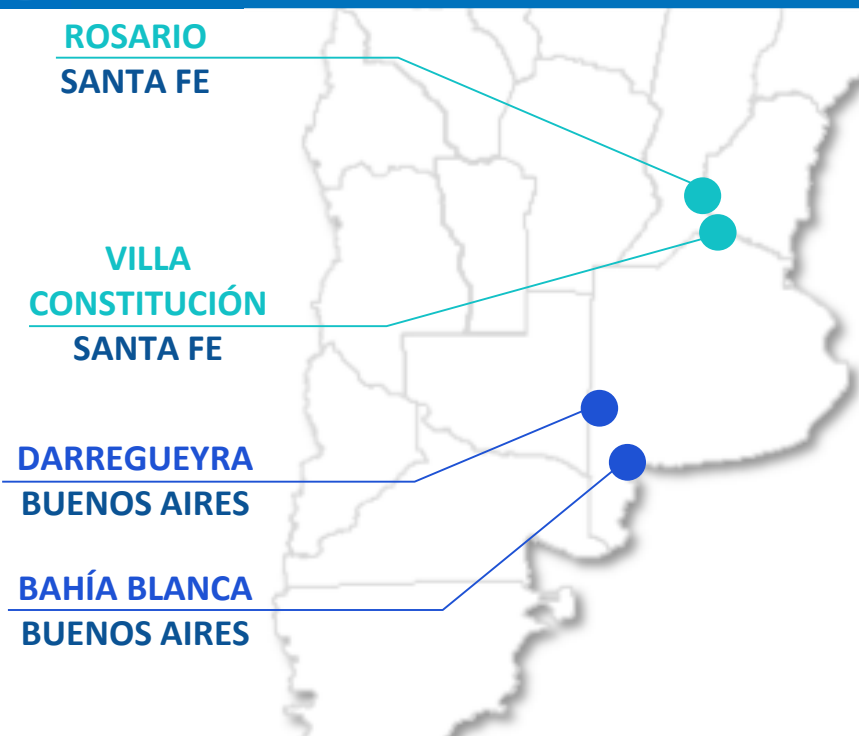 ROSARIO
SANTA FE
VILLA
CONSTITUCIÓN
SANTA FE
DARREGUEYRA
BUENOS AIRES
BAHÍA BLANCA
BUENOS AIRES